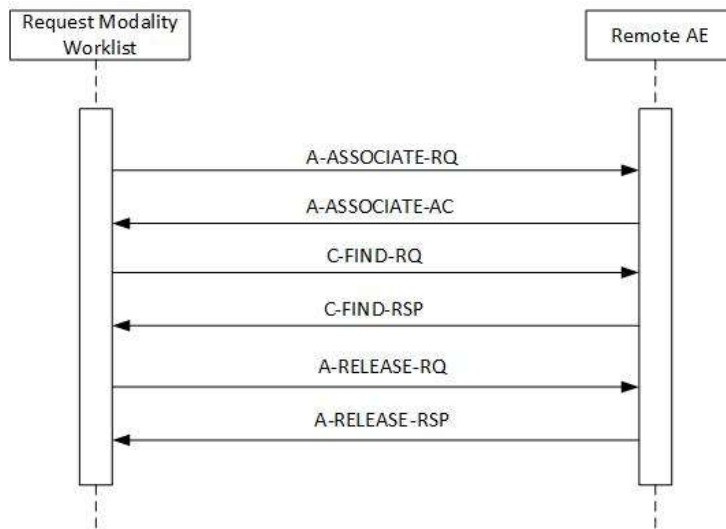 Request Modality
Worklist
Remote AE
A-ASSOCIATE-RQ
A-ASSOCIATE-AC
C-FIND-RQ
C-FIND-RSP
A-RELEASE-RQ
A-RELEASE-RSP